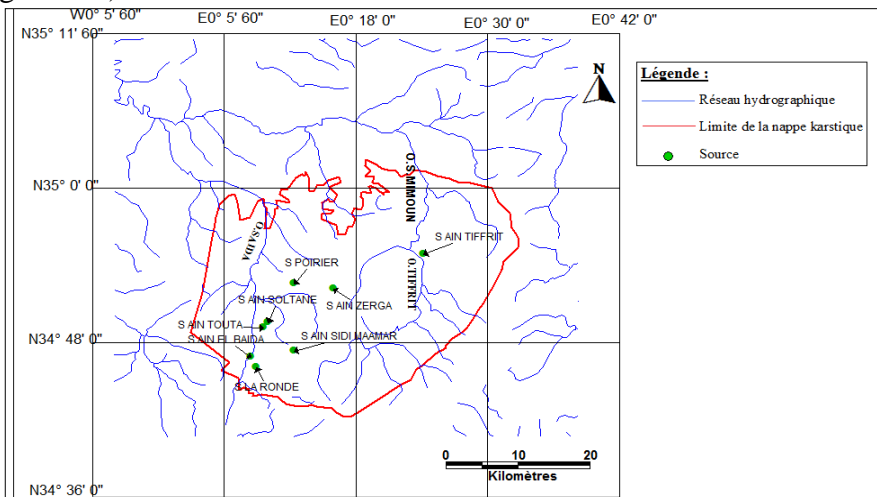 W0° 5' 60" E0° 5' 60" E0° 18' 0" E0° 30' 0" E0° 42' 0"
N35° 11' 60"
N
Légende :
Réseau hydrographique
Limite de la nappe karstique
Source
O.S.MIMOUN
N35° 0' 0"
O.SAIDA
S AIN TIFFRIT
S POIRIER
O.TIFFRIT
S AIN SOLTANE
S AIN ZERGA
S AIN TOUTA
S AIN EL BAIDA
S AIN SIDI MAAMAR
N34° 48' 0"
S LA RONDE
0 10 20
Kilomètres
N34° 36' 0"